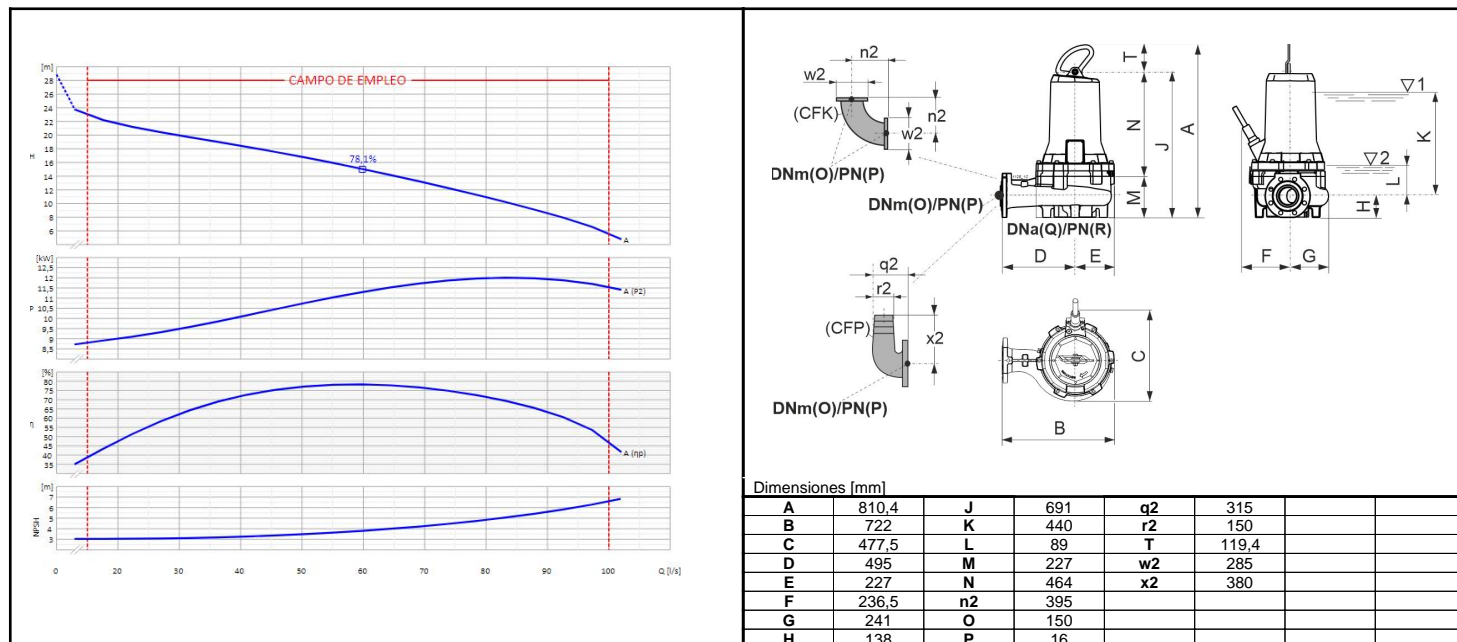 [m]
28
26
24
22
20
18
16
14
12
10
8
6
H
CAMPO DE EMPLEO
78,1%
A
[kW]
12,5
12
11,5
11
10,5
10
9,5
9
8,5
P
A (P2)
[%]
80
75
70
65
60
55
50
45
40
35
A (ηp)
[m]
7
6
5
4
3
NPSH
0 20 30 40 50 60 70 80 90 100 Q [l/s]
n2
w2
(CFK)
n2
w2
DNm(O)/PN(P)
DNm(O)/PN(P)
DNa(Q)/PN(R)
T
N
J
A
M
D E
1
2
K
L
H
F G
q2
r2
(CFP)
x2
DNm(O)/PN(P)
B
C
Dimensiones [mm]
A 810,4 J 691 q2 315
B 722 K 440 r2 150
C 477,5 L 89 T 119,4
D 495 M 227 w2 285
E 227 N 464 x2 380
F 236,5 n2 395
G 241 O 150
H 138 P 16